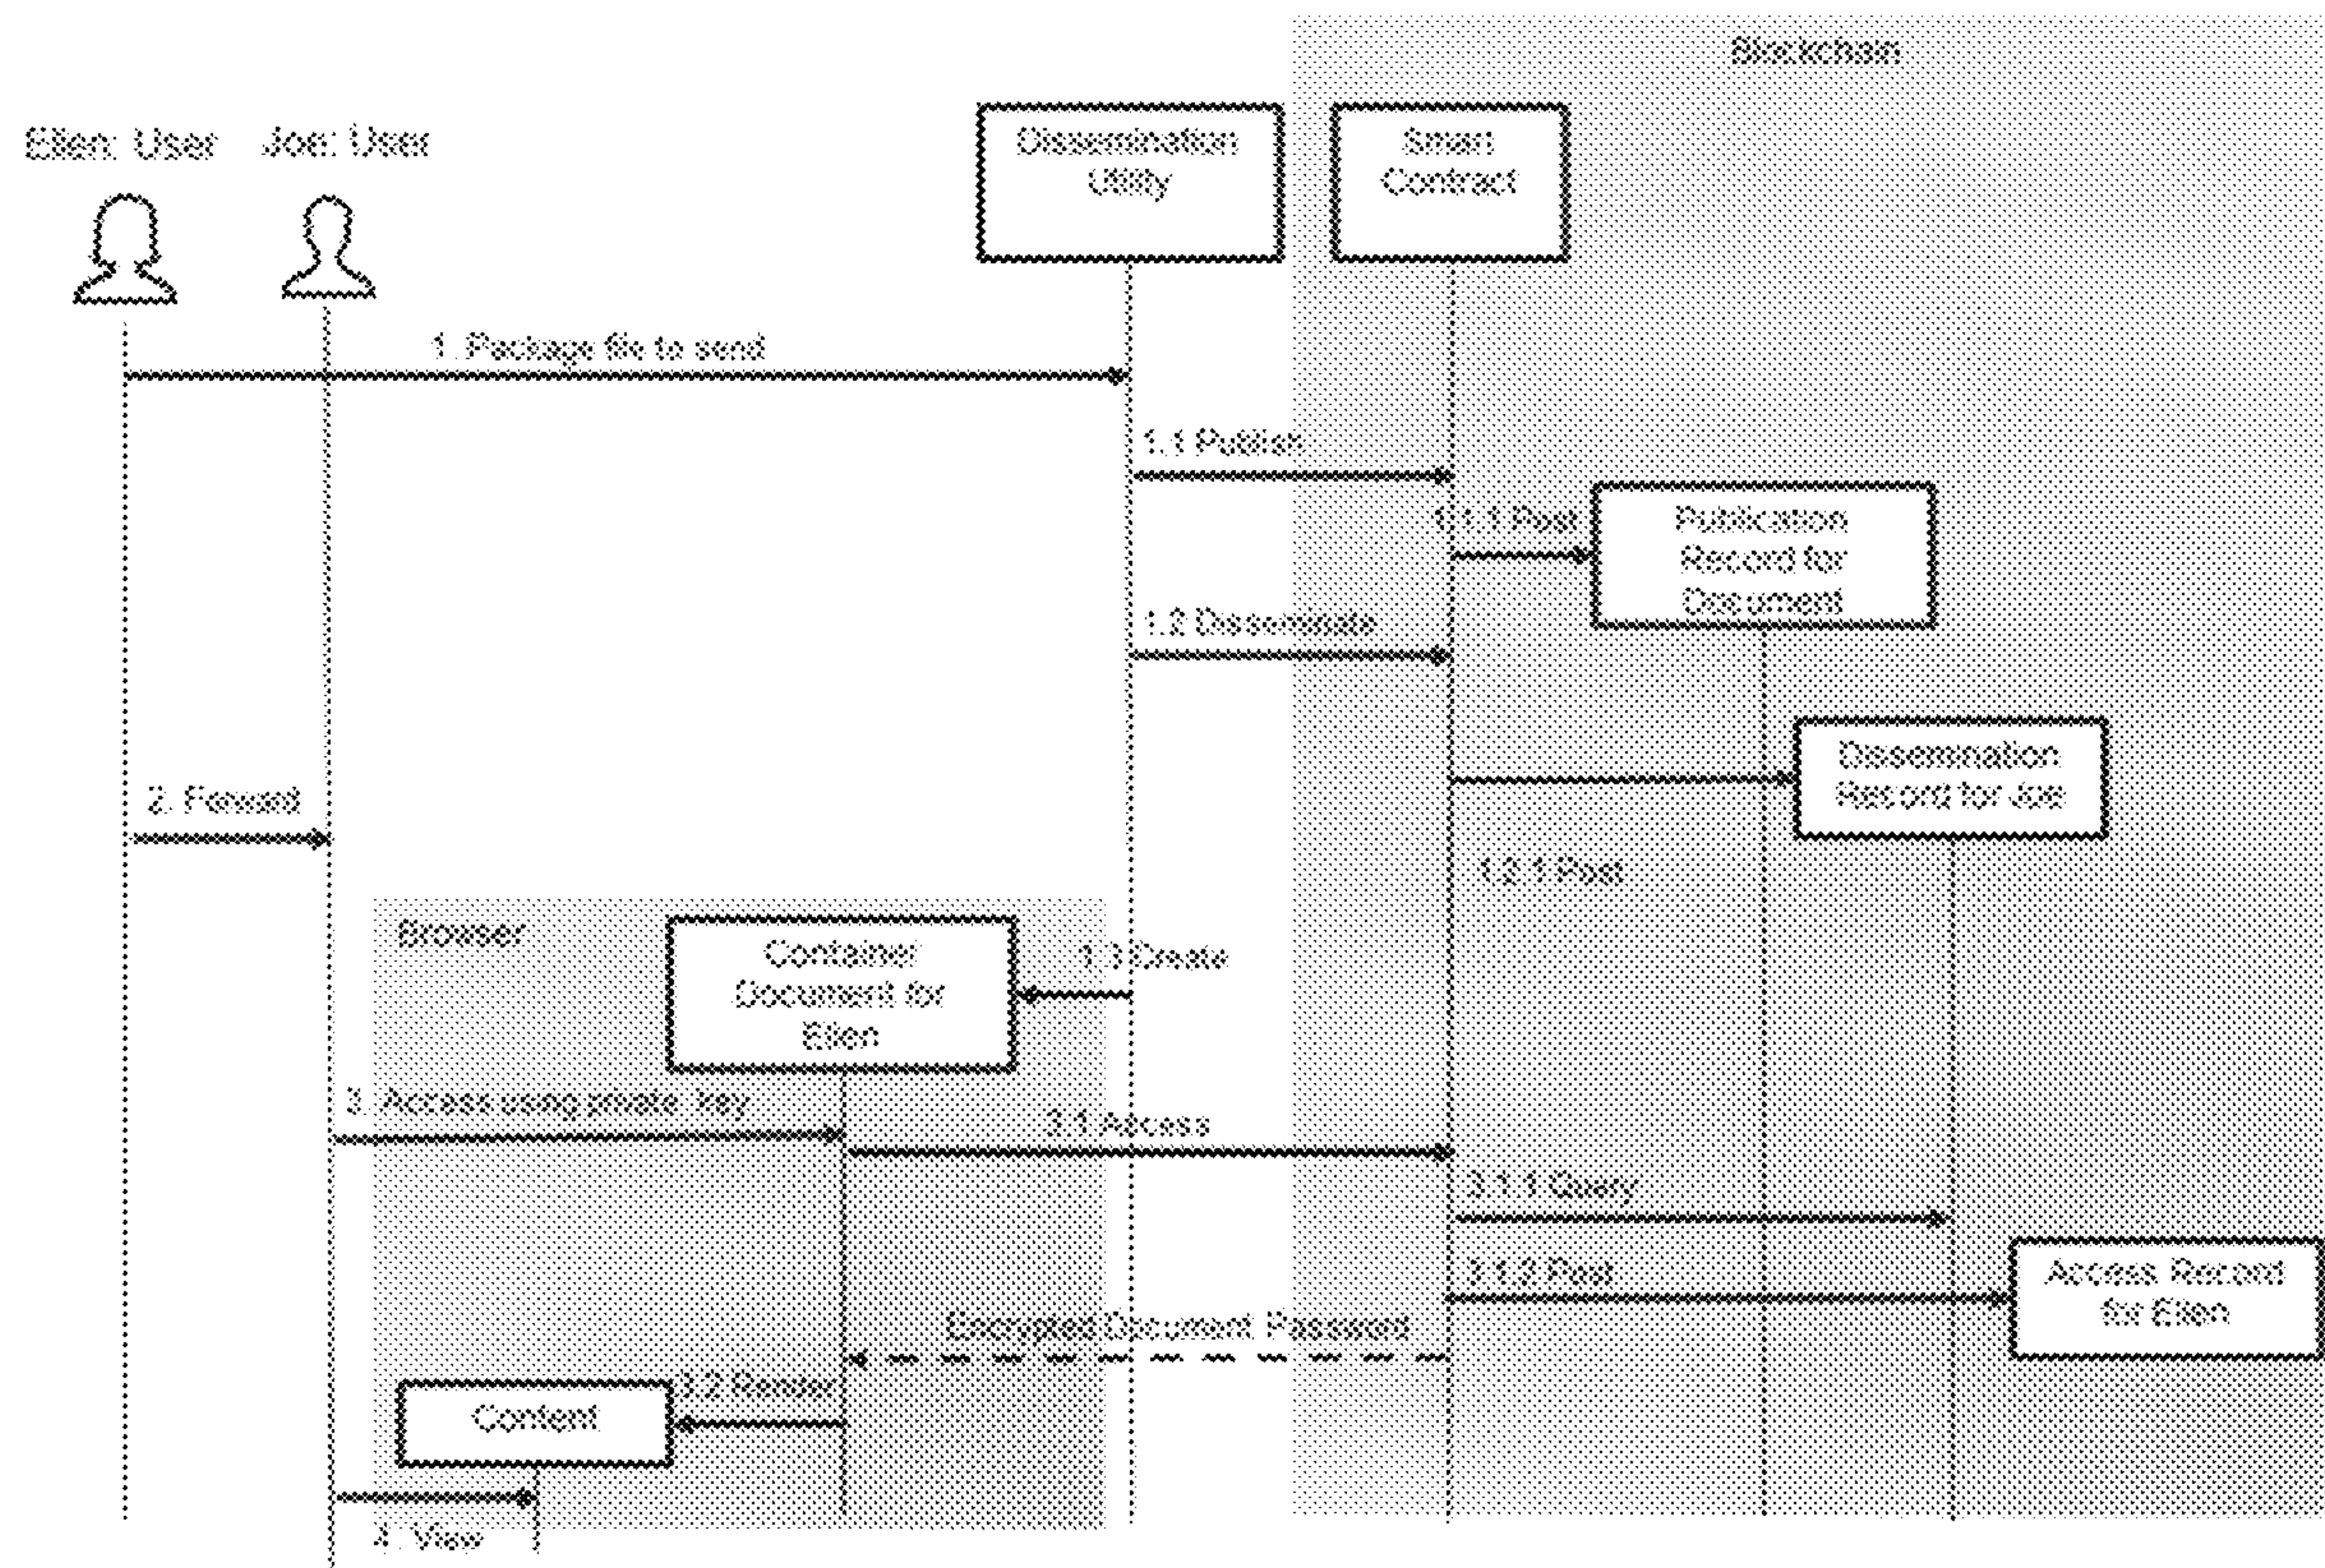 Blockchain
Ellen: User
Joe: User
Dissemination
Utility
Smart
Contract
1. Package file to send
1.1 Publish
1.1.1 Post
Publication
Record for
Document
1.2 Disseminate
Dissemination
Record for Joe
2. Forward
1.2.1 Post
Browser
Container
Document for
Ellen
1.3 Create
3. Access using private key
3.1 Access
3.1.1 Query
3.1.2 Post
Access Record
for Ellen
Encrypted Document Password
3.2 Render
Content
4. View